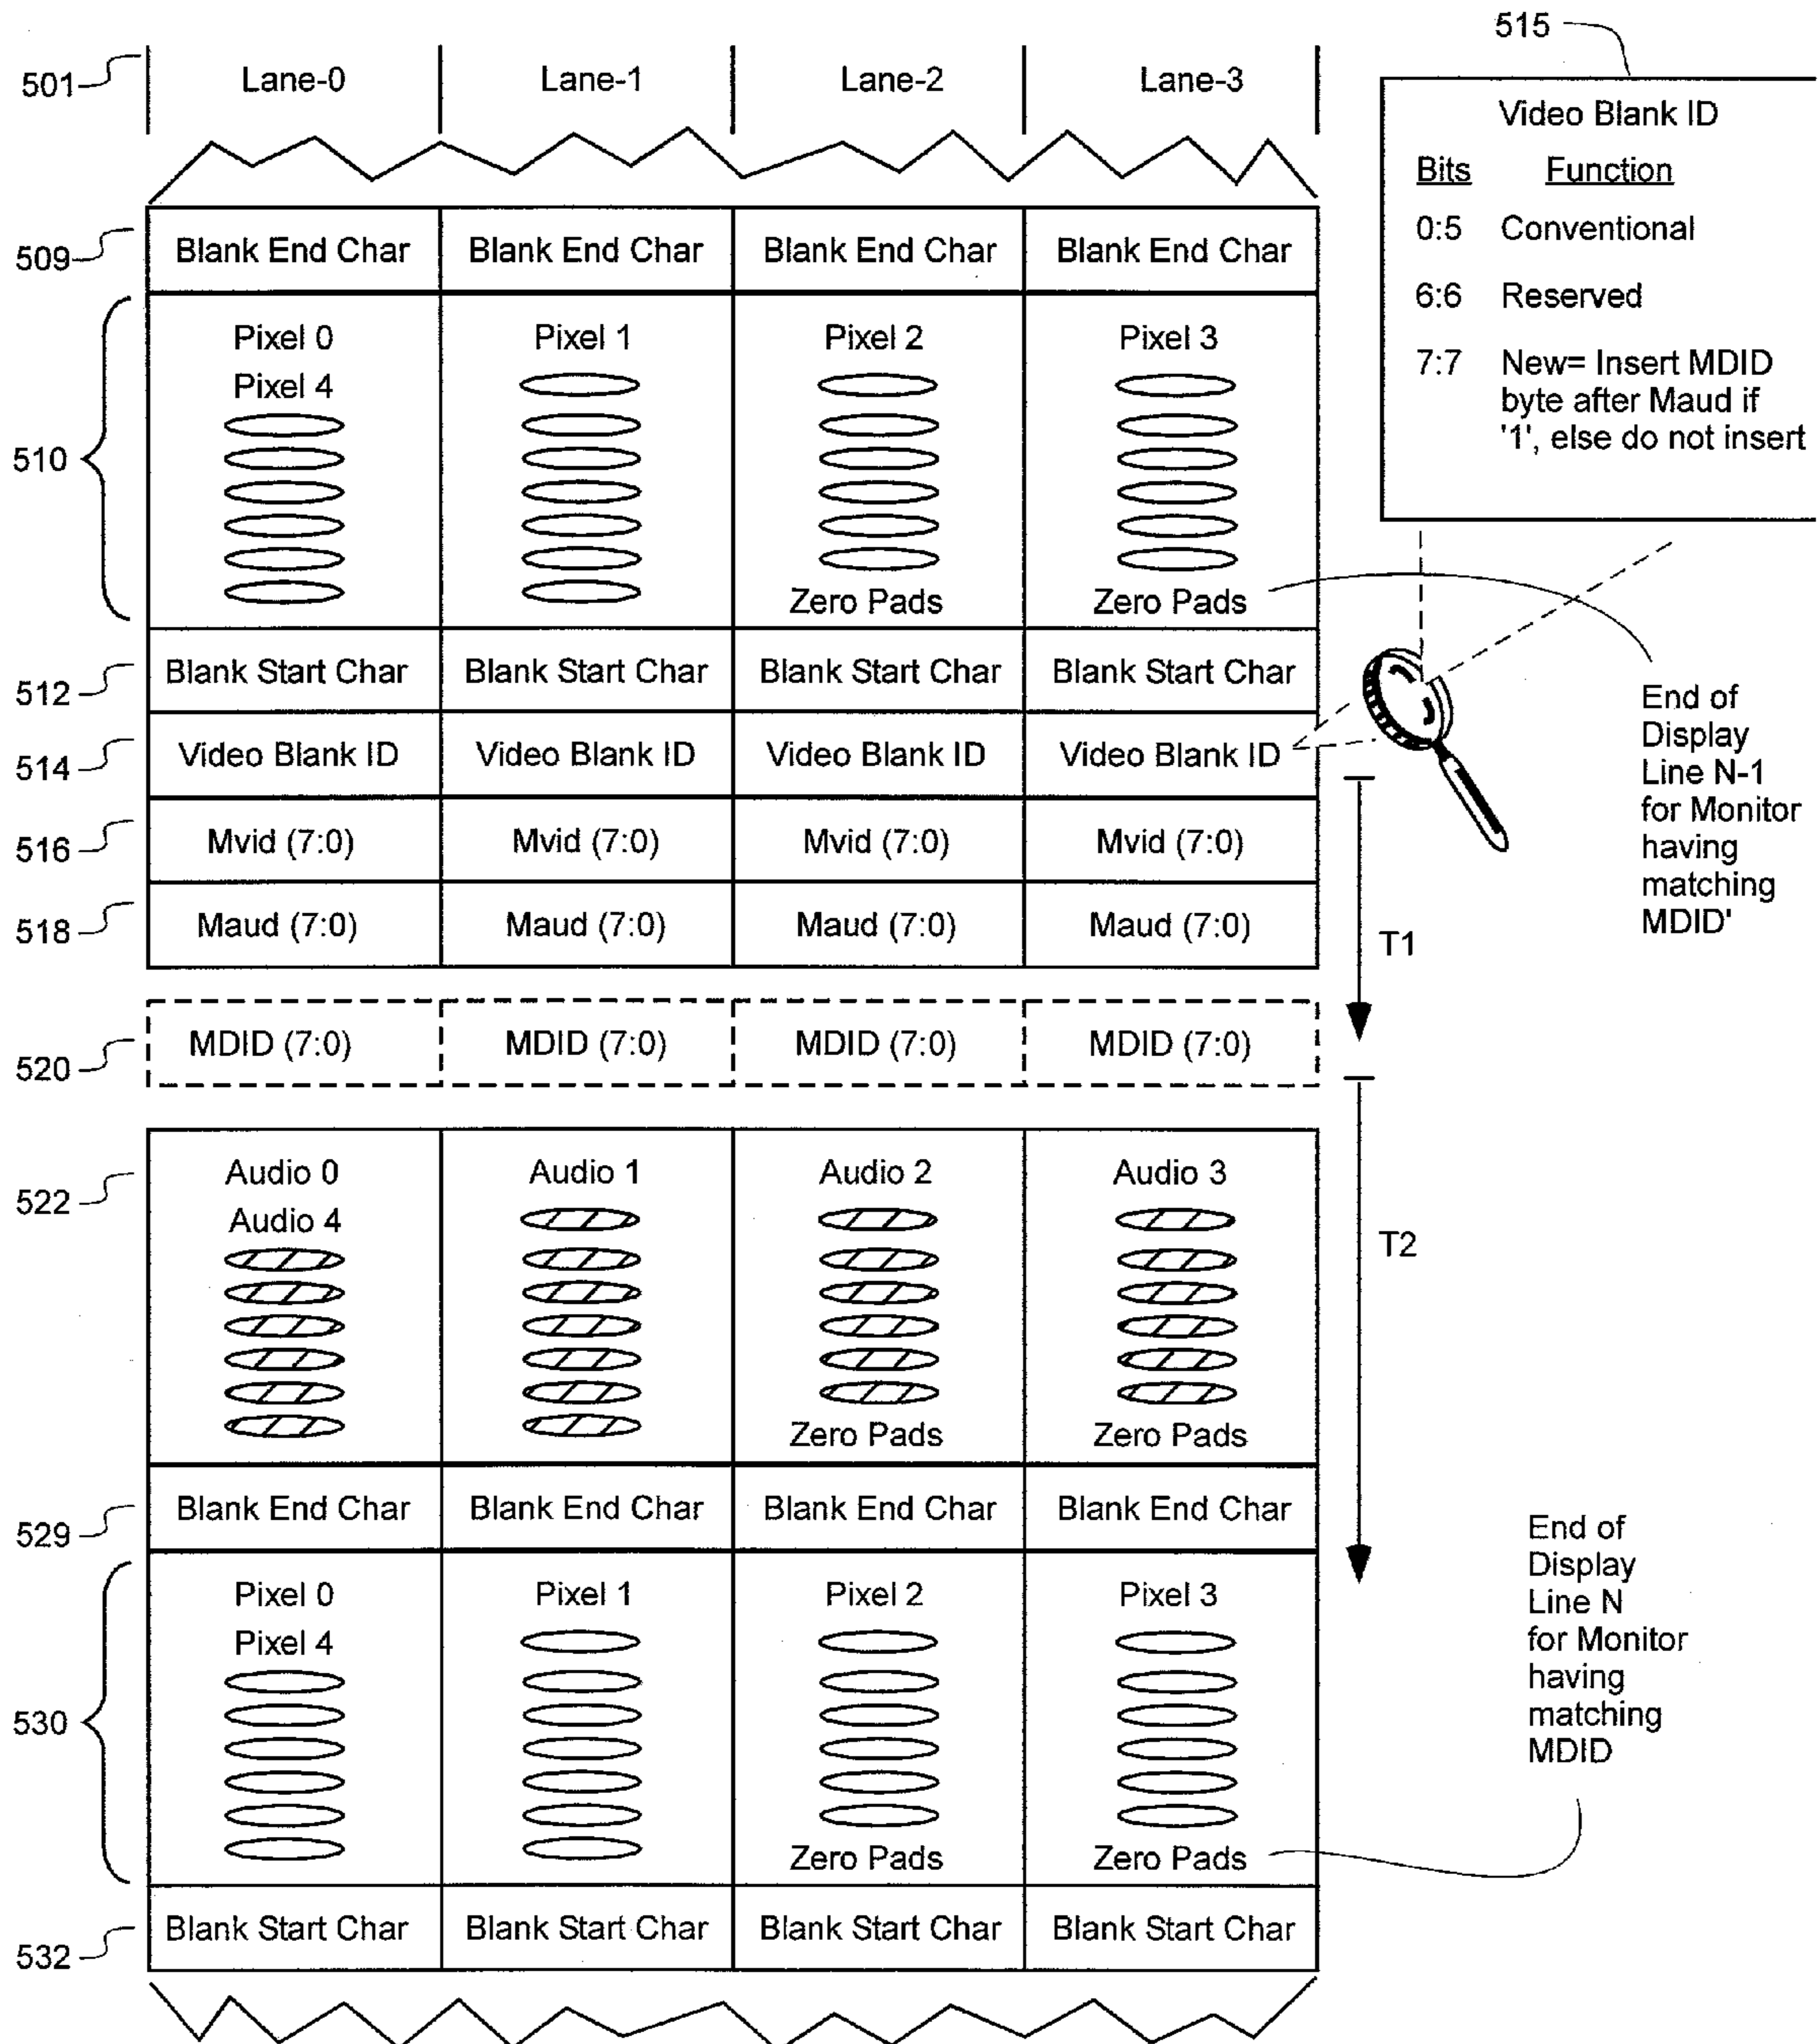 515
501 Lane-0 Lane-1 Lane-2 Lane-3
Video Blank ID
Bits Function
0:5 Conventional
6:6 Reserved
7:7 New= Insert MDID
byte after Maud if
'1', else do not insert
509 Blank End Char Blank End Char Blank End Char Blank End Char
510
Pixel 0 Pixel 1 Pixel 2 Pixel 3
Pixel 4
Zero Pads Zero Pads
512 Blank Start Char Blank Start Char Blank Start Char Blank Start Char
514 Video Blank ID Video Blank ID Video Blank ID Video Blank ID
516 Mvid (7:0) Mvid (7:0) Mvid (7:0) Mvid (7:0)
518 Maud (7:0) Maud (7:0) Maud (7:0) Maud (7:0)
End of
Display
Line N-1
for Monitor
having
matching
MDID'
T1
520 MDID (7:0) MDID (7:0) MDID (7:0) MDID (7:0)
522 Audio 0 Audio 1 Audio 2 Audio 3
Audio 4
T2
Zero Pads Zero Pads
529 Blank End Char Blank End Char Blank End Char Blank End Char
530
Pixel 0 Pixel 1 Pixel 2 Pixel 3
Pixel 4
Zero Pads Zero Pads
End of
Display
Line N
for Monitor
having
matching
MDID
532 Blank Start Char Blank Start Char Blank Start Char Blank Start Char